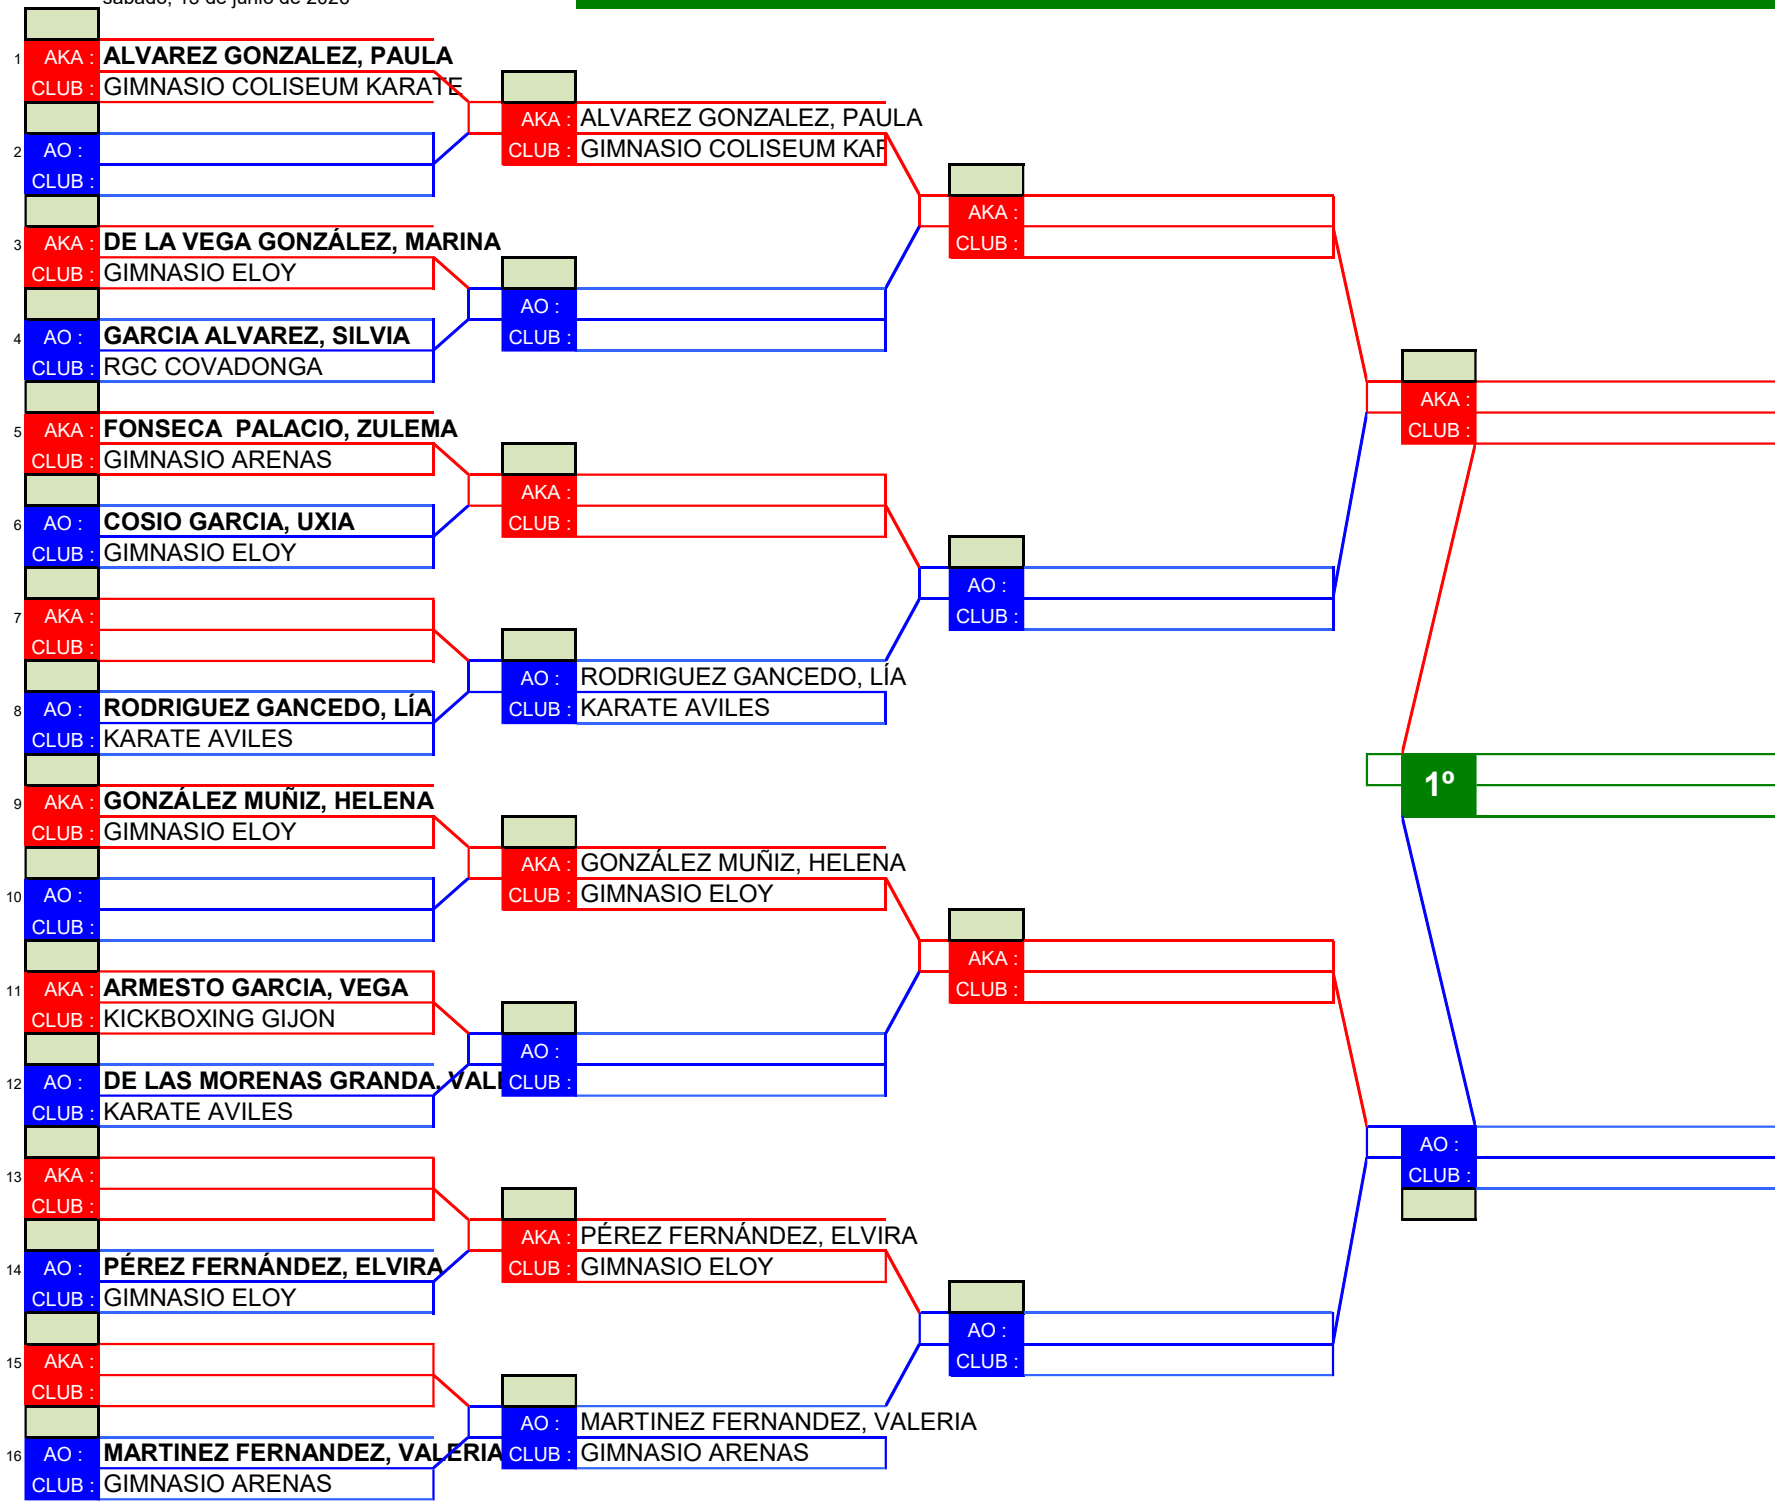 1 AKA : ALVAREZ GONZALEZ, PAULA
CLUB : GIMNASIO COLISEUM KARATE
2 AO :
CLUB :
3 AKA : DE LA VEGA GONZÁLEZ, MARINA
CLUB : GIMNASIO ELOY
4 AO : GARCIA ALVAREZ, SILVIA
CLUB : RGC COVADONGA
5 AKA : FONSECA PALACIO, ZULEMA
CLUB : GIMNASIO ARENAS
6 AO : COSIO GARCIA, UXIA
CLUB : GIMNASIO ELOY
7 AKA :
CLUB :
8 AO : RODRIGUEZ GANCEDO, LÍA
CLUB : KARATE AVILES
9 AKA : GONZÁLEZ MUÑIZ, HELENA
CLUB : GIMNASIO ELOY
10 AO :
CLUB :
11 AKA : ARMESTO GARCIA, VEGA
CLUB : KICKBOXING GIJON
12 AO : DE LAS MORENAS GRANDA,
CLUB : KARATE AVILES
13 AKA :
CLUB :
14 AO : PÉREZ FERNÁNDEZ, ELVIRA
CLUB : GIMNASIO ELOY
15 AKA :
CLUB :
16 AO : MARTINEZ FERNANDEZ, VALERIA
CLUB : GIMNASIO ARENAS
AKA : ALVAREZ GONZALEZ, PAULA
CLUB : GIMNASIO COLISEUM
AO :
CLUB :
AKA :
CLUB :
AO : RODRIGUEZ GANCEDO, LÍA
CLUB : KARATE AVILES
AKA : GONZÁLEZ MUÑIZ, HELENA
CLUB : GIMNASIO ELOY
AO :
CLUB :
AKA : PÉREZ FERNÁNDEZ, ELVIRA
CLUB : GIMNASIO ELOY
AO : MARTINEZ FERNANDEZ, VALERIA
CLUB : GIMNASIO ARENAS
AKA :
CLUB :
AO :
CLUB :
AKA :
CLUB :
AO :
CLUB :
AKA :
CLUB :
1º
AO :
CLUB :